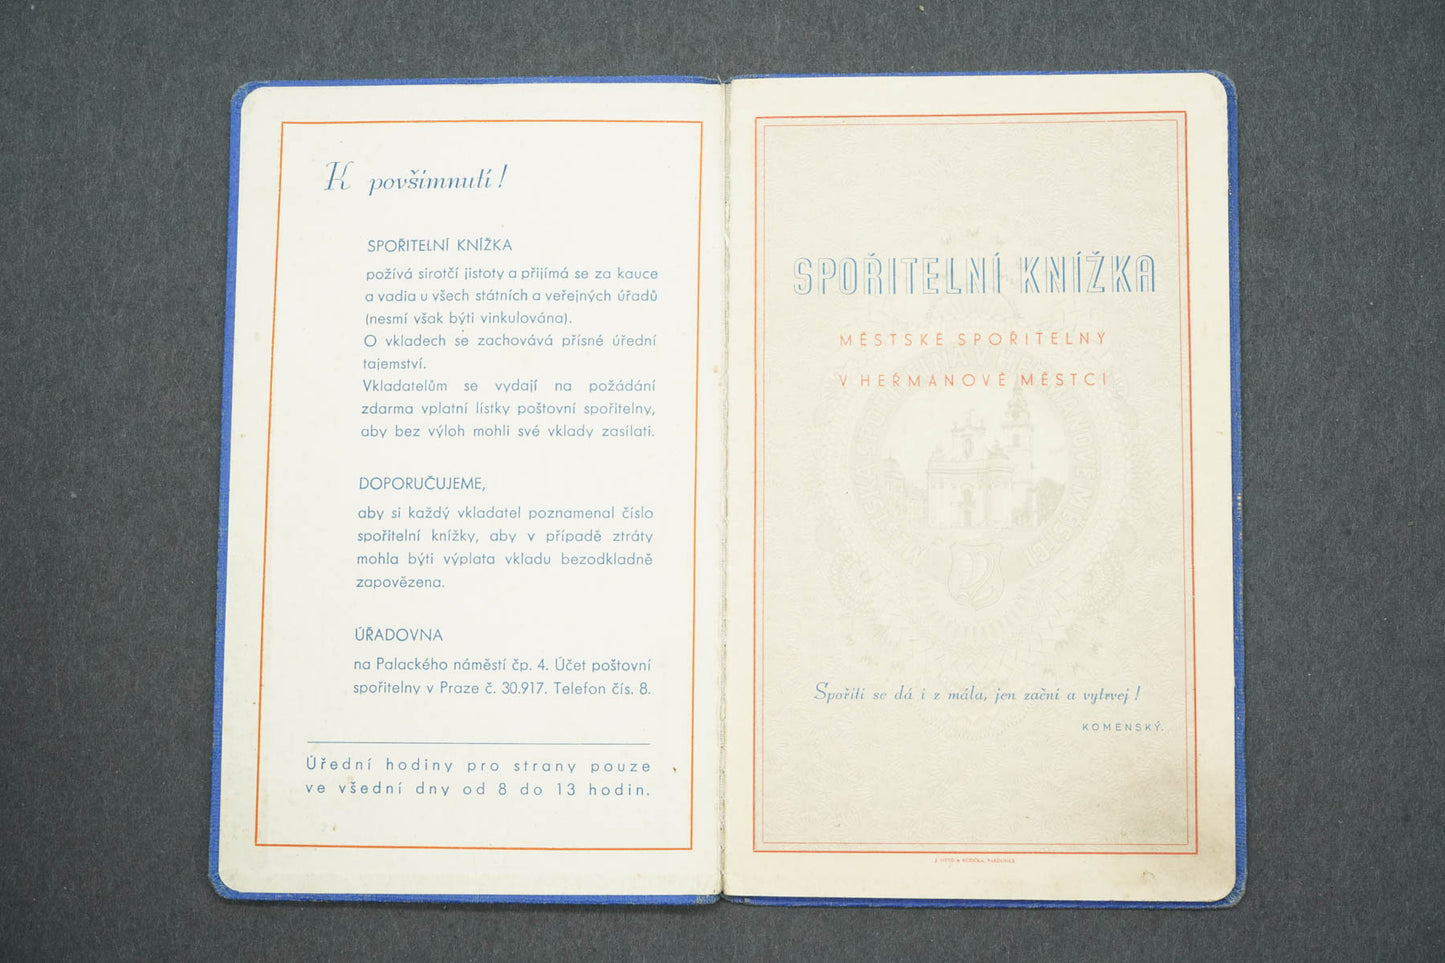 K povšimnutí!
SPOŘITELNÍ KNÍŽKA
požívá sirotčí jistoty a přijímá se za kauce
a vadia u všech státních a veřejných úřadů
(nesmí však býti vinkulována).
O vkladech se zachovává přísné úřední
tajemství.
Vkladatelům se vydají na požádání
zdarma vplatní lístky poštovní spořitelny,
aby bez výloh mohli své vklady zasílati.
DOPORUČUJEME,
aby si každý vkladatel poznamenal číslo
spořitelní knížky, aby v případě ztráty
mohla býti výplata vkladu bezodkladně
zapovězena.
ÚŘADOVNA
na Palackého náměstí čp. 4. Účet poštovní
spořitelny v Praze č. 30.917. Telefon čís. 8.
Úřední hodiny pro strany pouze
ve všední dny od 8 do 13 hodin.
SPOŘITELNÍ KNÍŽKA
MĚSTSKÉ SPOŘITELNY
V HEŘMANOVĚ MĚSTCI
Spořiti se dá i z mála, jen začni a vytrvej!
KOMENSKÝ.